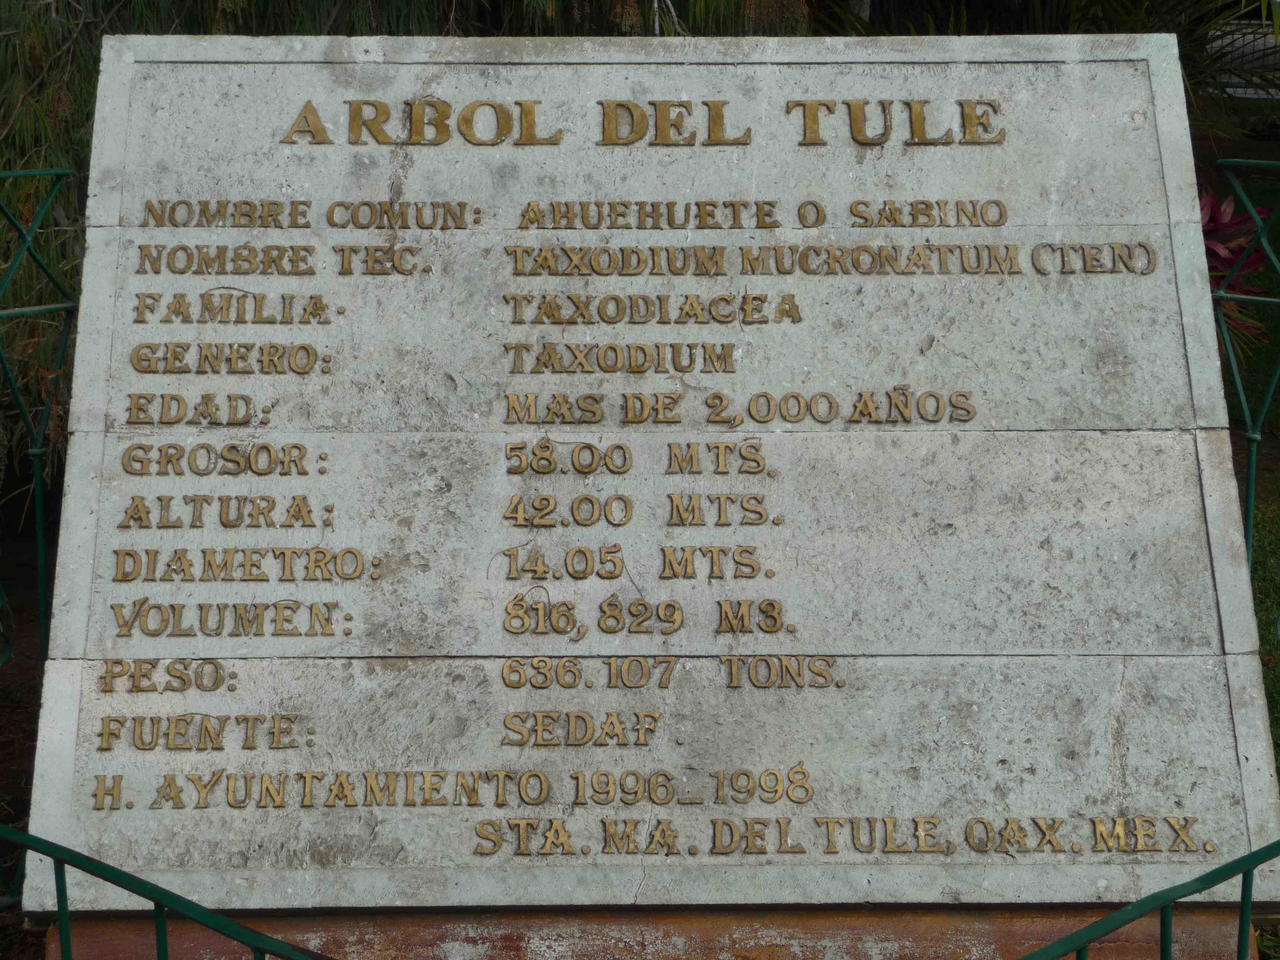 ARBOL DEL TULE
NOMBRE COMUN: AHUEHUETE O SABINO
NOMBRE TEC.: TAXODIUM MUCRONATUM (TEN)
FAMILIA: TAXODIACEA
GENERO: TAXODIUM
EDAD: MAS DE 2,000 AÑOS
GROSOR: 58.00 MTS.
ALTURA: 42.00 MTS.
DIAMETRO: 14.05 MTS.
VOLUMEN: 816,829 M3.
PESO: 636.107 TONS.
FUENTE: SEDAF.
H. AYUNTAMIENTO 1996_1998
STA. MA. DEL TULE, OAX. MEX.